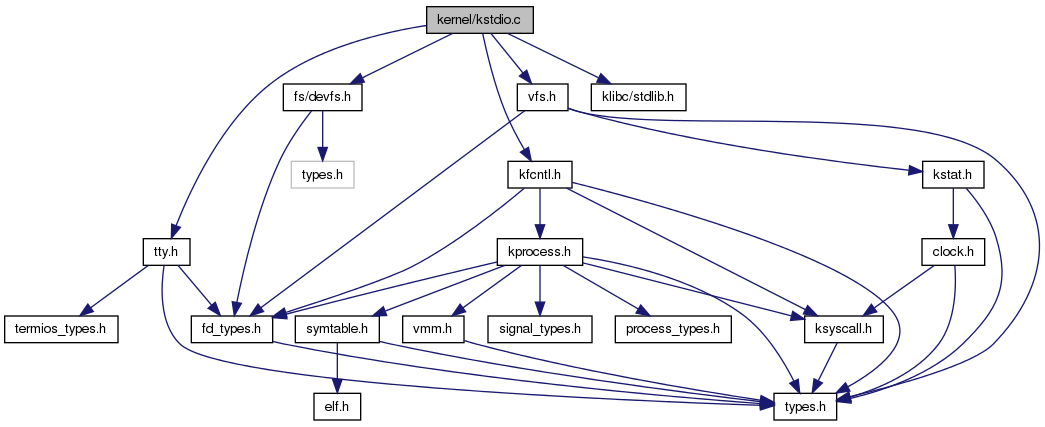 kernel/kstdio.c
fs/devfs.h
vfs.h
klibc/stdlib.h
types.h
kfcntl.h
kstat.h
tty.h
kprocess.h
clock.h
termios_types.h
fd_types.h
symtable.h
vmm.h
signal_types.h
process_types.h
ksyscall.h
elf.h
types.h